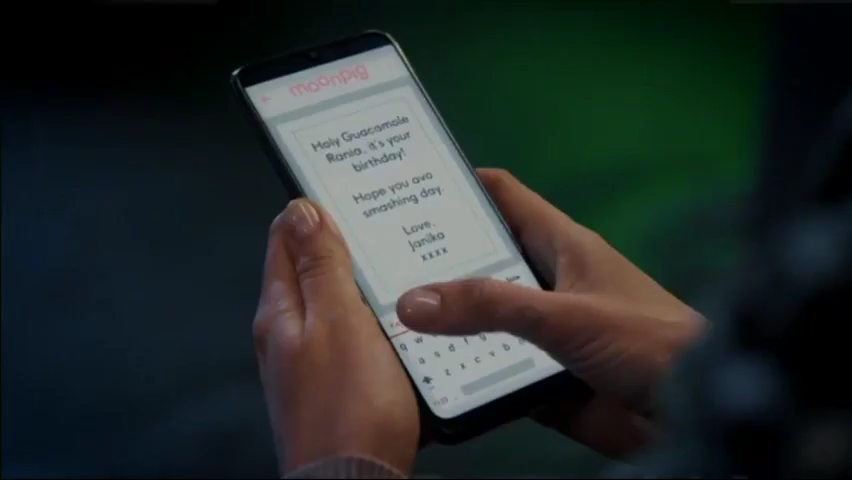 moonpig
Holy Guacamole
Rania, it's your
birthday!
Hope you avo
smashing day.
Love,
Janika
xxxx
q w
a s d f g
z x c v b n